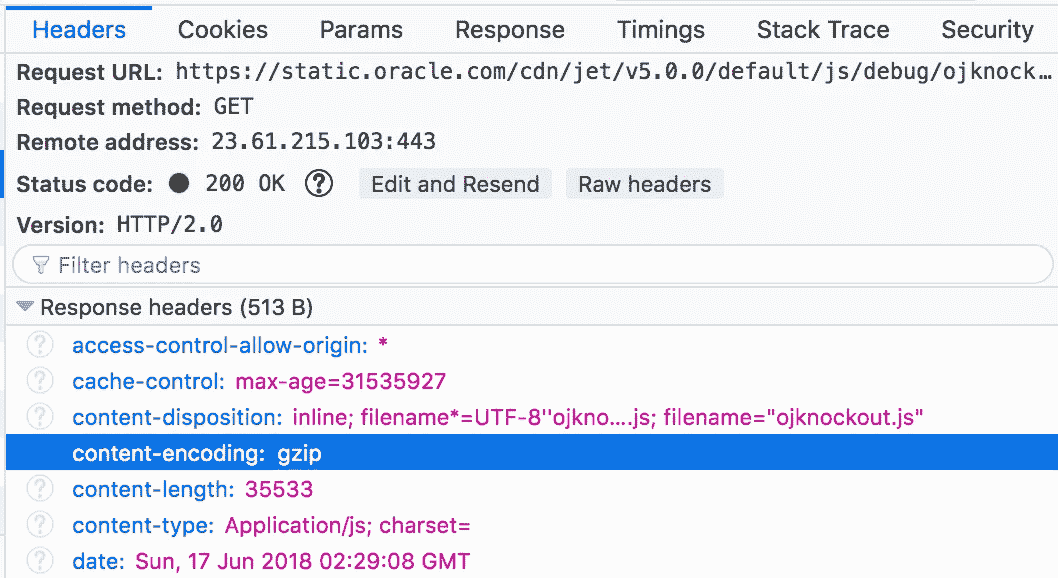 Headers Cookies Params Response Timings Stack Trace Security
Request URL: https://static.oracle.com/cdn/jet/v5.0.0/default/js/debug/ojknock…
Request method: GET
Remote address: 23.61.215.103:443
Status code: 200 OK ? Edit and Resend Raw headers
Version: HTTP/2.0
Filter headers
Response headers (513 B)
? access-control-allow-origin: *
? cache-control: max-age=31535927
? content-disposition: inline; filename*=UTF-8''ojkno….js; filename="ojknockout.js"
content-encoding: gzip
? content-length: 35533
? content-type: Application/js; charset=
? date: Sun, 17 Jun 2018 02:29:08 GMT